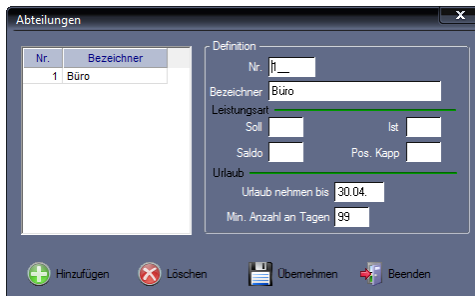 Abteilungen
x
Nr. Bezeichner
1 Büro
Definition
Nr. 1__
Bezeichner Büro
Leistungsart
Soll Ist
Saldo Pos. Kapp
Urlaub
Urlaub nehmen bis 30.04.
Min. Anzahl an Tagen 99
Hinzufügen Löschen Übernehmen Beenden